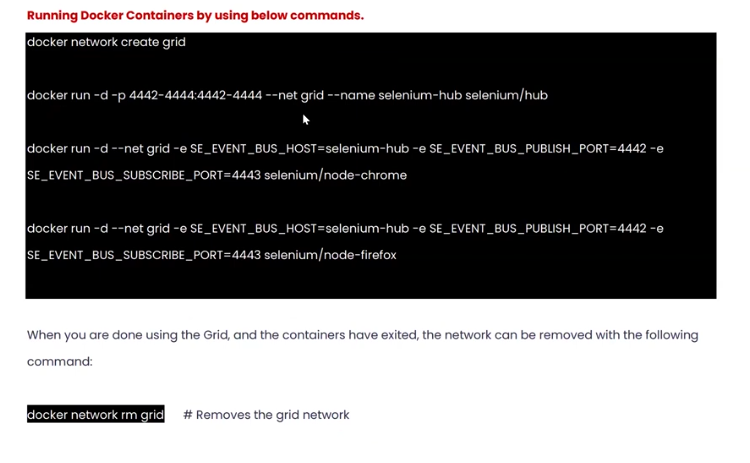 Running Docker Containers by using below commands.
docker network create grid
docker run -d -p 4442-4444:4442-4444 --net grid --name selenium-hub selenium/hub
docker run -d --net grid -e SE_EVENT_BUS_HOST=selenium-hub -e SE_EVENT_BUS_PUBLISH_PORT=4442 -e
SE_EVENT_BUS_SUBSCRIBE_PORT=4443 selenium/node-chrome
docker run -d --net grid -e SE_EVENT_BUS_HOST=selenium-hub -e SE_EVENT_BUS_PUBLISH_PORT=4442 -e
SE_EVENT_BUS_SUBSCRIBE_PORT=4443 selenium/node-firefox
When you are done using the Grid, and the containers have exited, the network can be removed with the following
command:
docker network rm grid # Removes the grid network